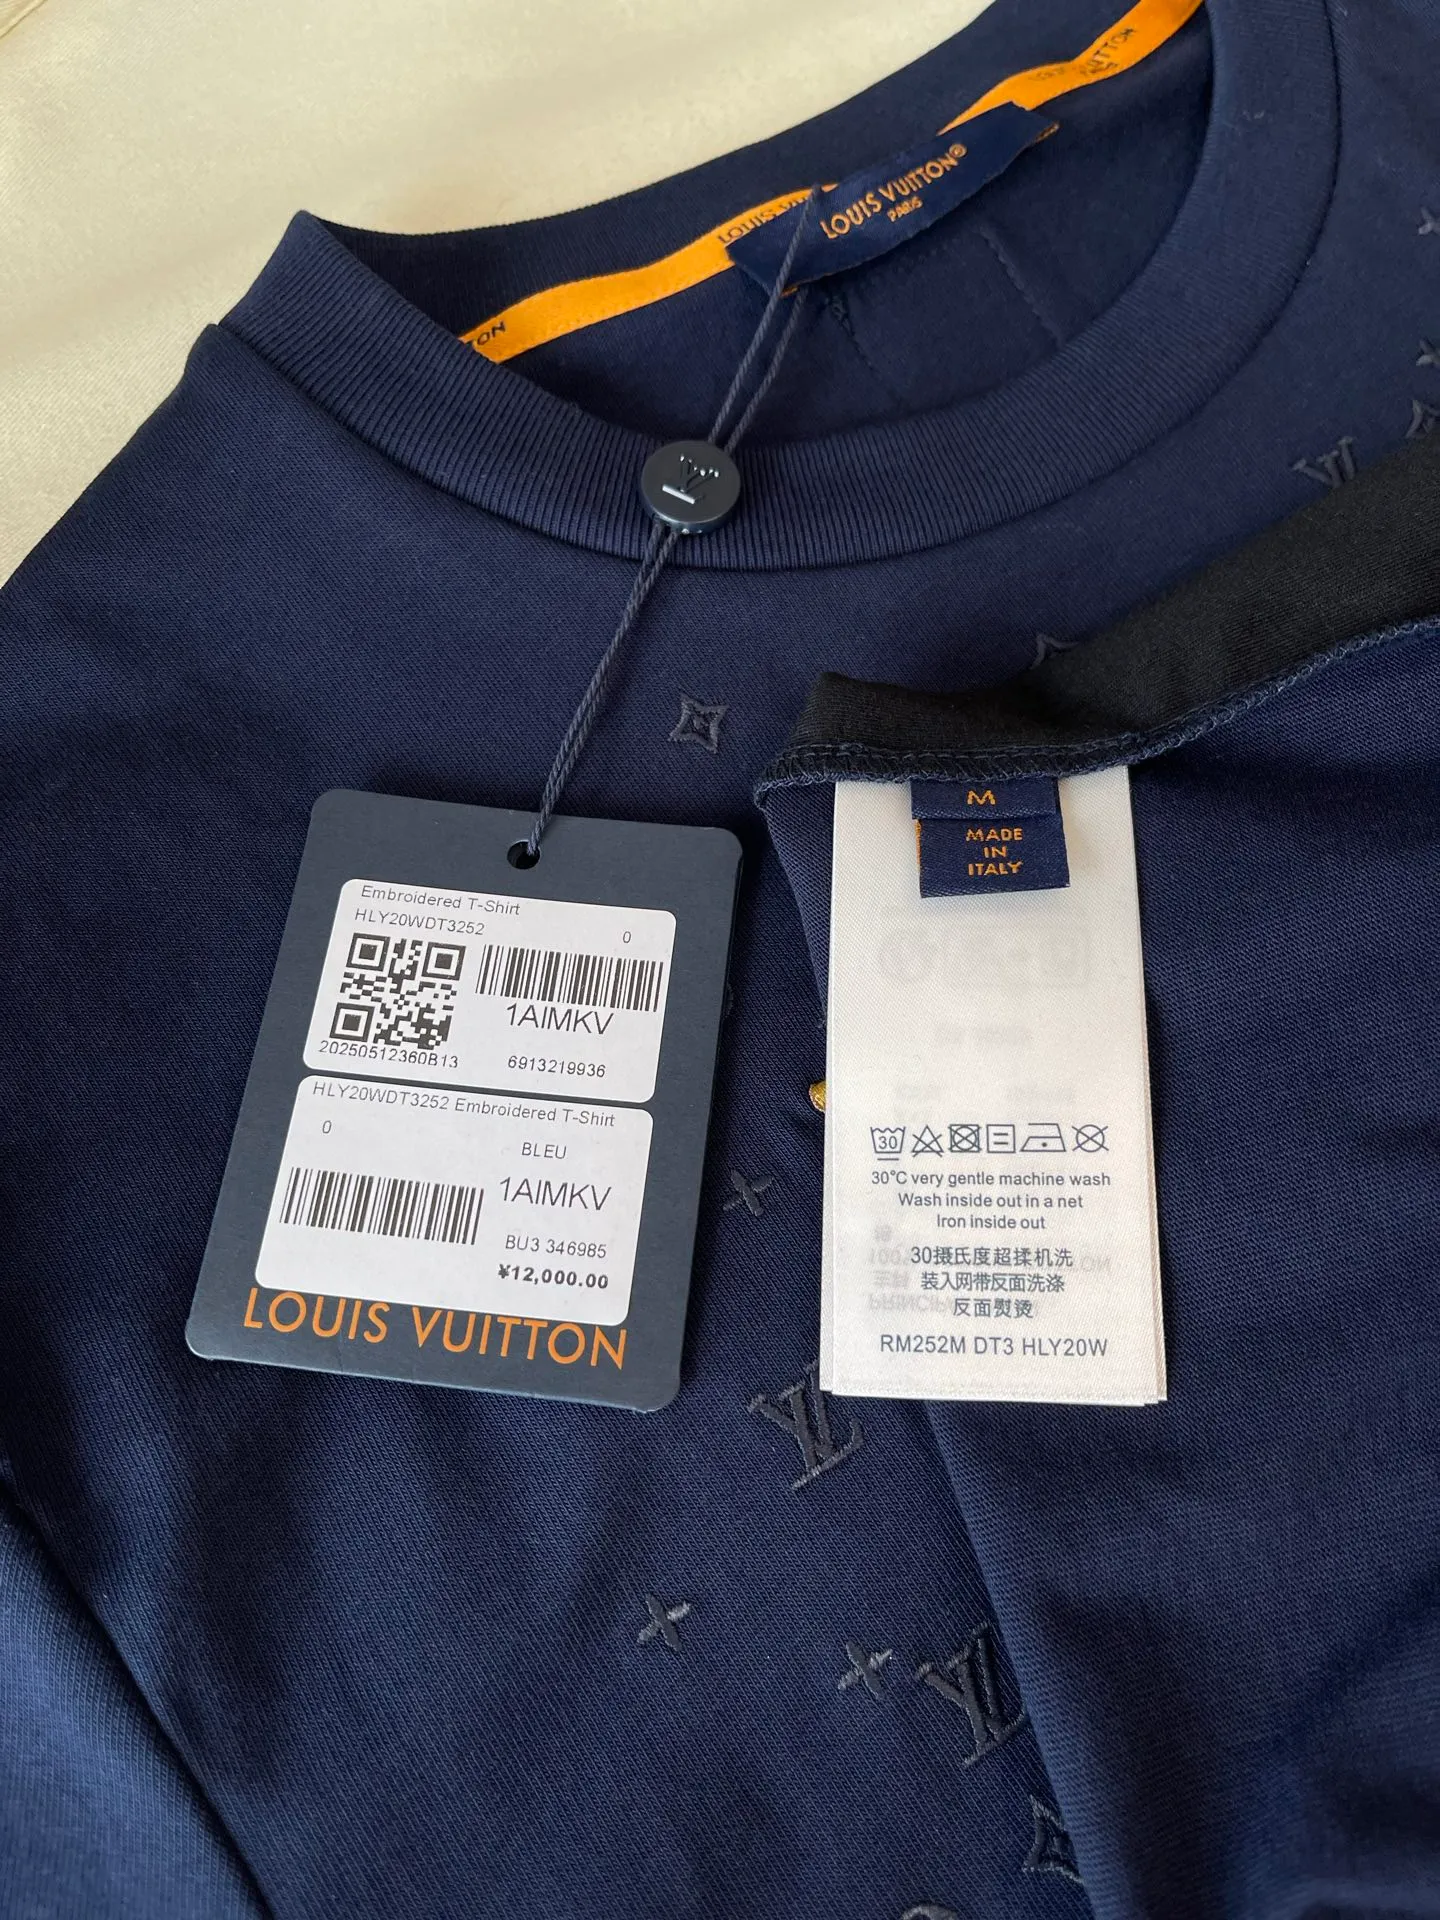 LOUIS VUITTON
LOUIS VUITTON®
PARIS
Embroidered T-Shirt
HLY20WDT3252
0
1AIMKV
20250512360B13
6913219936
HLY20WDT3252 Embroidered T-Shirt
0
BLEU
1AIMKV
BU3 346985
¥12,000.00
LOUIS VUITTON
M
MADE
IN
ITALY
30
30°C very gentle machine wash
Wash inside out in a net
Iron inside out
30摄氏度超揉机洗
装入网带反面洗涤
反面熨烫
RM252M DT3 HLY20W